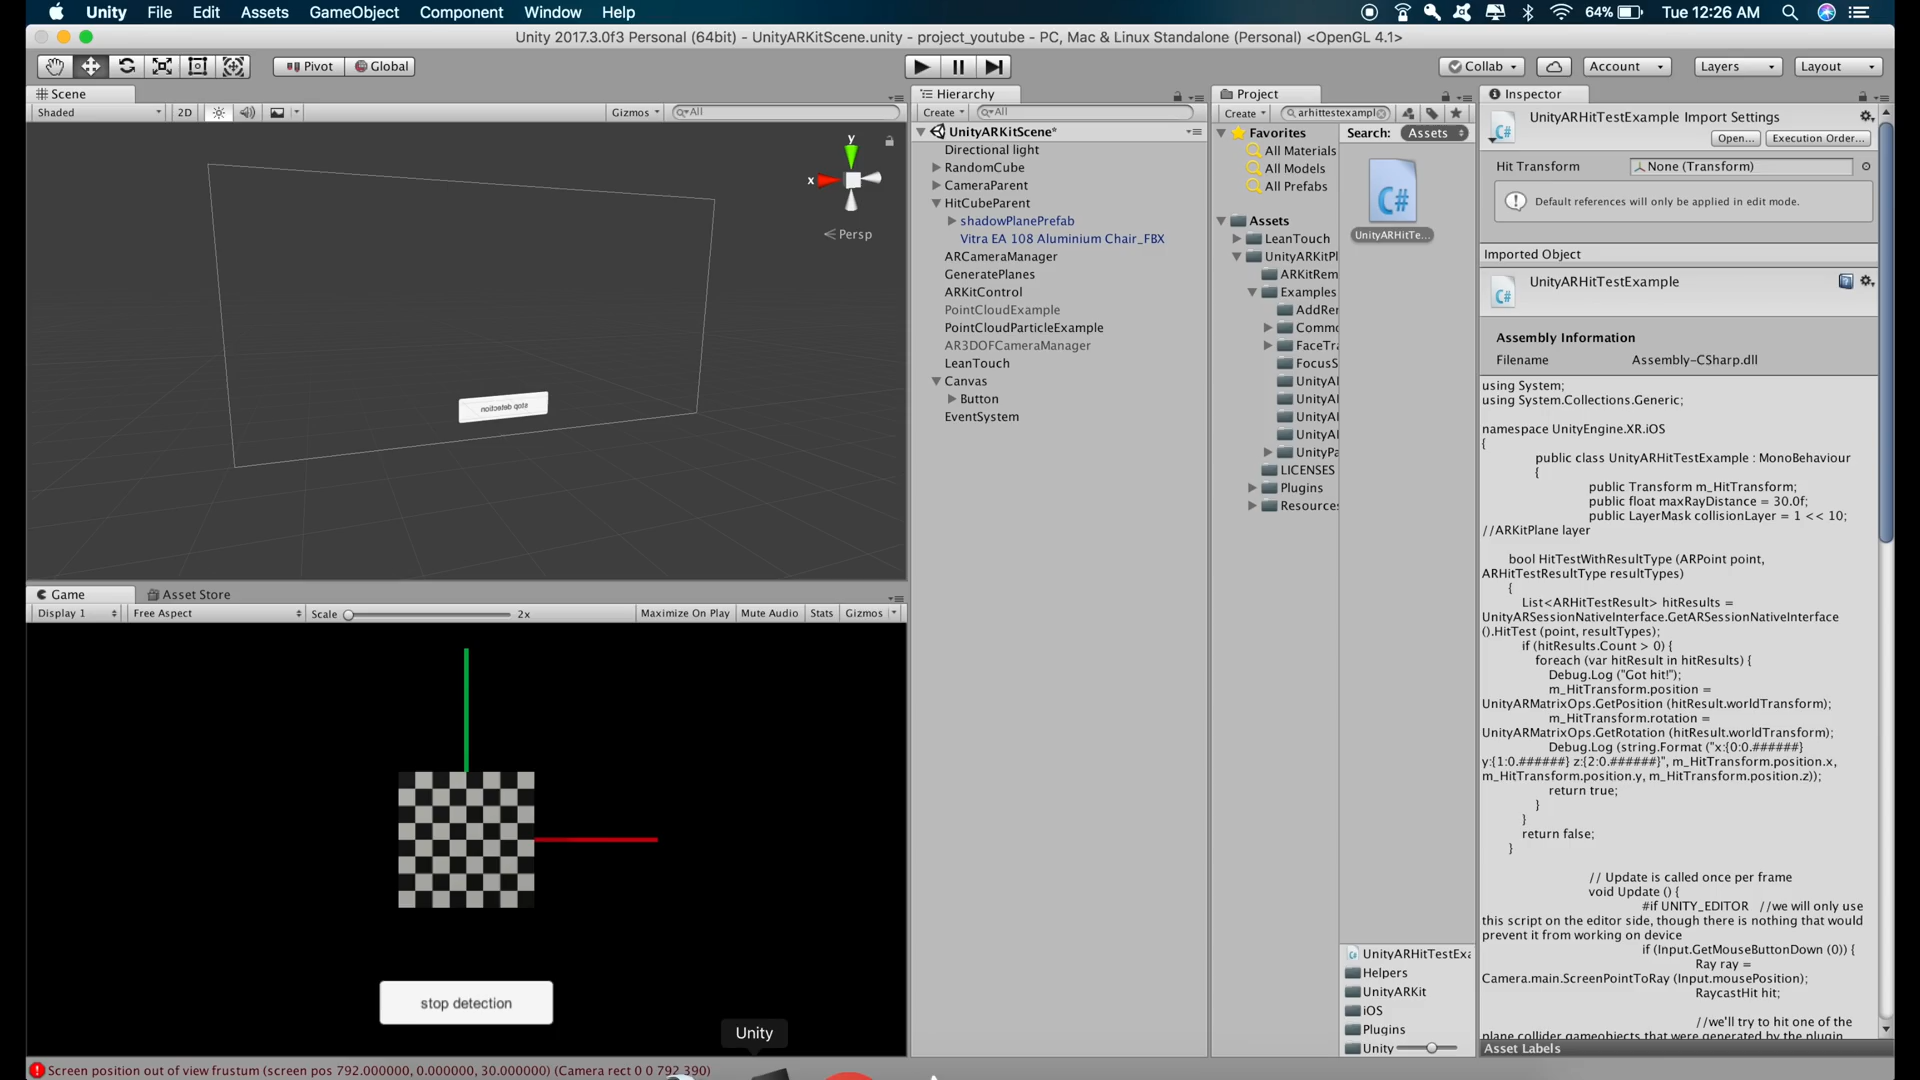 Unity File Edit Assets GameObject Component Window Help 64% Tue 12:26 AM
Unity 2017.3.0f3 Personal (64bit) - UnityARKitScene.unity - project_youtube - PC, Mac & Linux Standalone (Personal) <OpenGL 4.1>
Pivot Global Collab Account Layers Layout
Scene
Shaded 2D Gizmos All
y
x
Persp
Game Asset Store
Display 1 Free Aspect Scale 2x Maximize On Play Mute Audio Stats Gizmos
stop detection
stop detection
Unity
Screen position out of view frustum (screen pos 792.000000, 0.000000, 30.000000) (Camera rect 0 0 792 390)
Hierarchy
Create All
UnityARKitScene*
Directional light
RandomCube
CameraParent
HitCubeParent
shadowPlanePrefab
Vitra EA 108 Aluminium Chair_FBX
ARCameraManager
GeneratePlanes
ARKitControl
PointCloudExample
PointCloudParticleExample
AR3DOFCameraManager
LeanTouch
Canvas
Button
EventSystem
Project
Create arhittestexampl
Favorites
All Materials
All Models
All Prefabs
Assets
LeanTouch
UnityARKitPl
ARKitRem
Examples
AddRer
Commo
FaceTra
FocusS
UnityAI
UnityAI
UnityAI
UnityAI
UnityPa
LICENSES
Plugins
Resources
Search: Assets
UnityARHitTe...
UnityARHitTestExa
Helpers
UnityARKit
iOS
Plugins
Unity
Inspector
UnityARHitTestExample Import Settings
Open... Execution Order...
Hit Transform None (Transform)
Default references will only be applied in edit mode.
Imported Object
UnityARHitTestExample
Assembly Information
Filename Assembly-CSharp.dll
using System;
using System.Collections.Generic;
namespace UnityEngine.XR.iOS
{
public class UnityARHitTestExample : MonoBehaviour
{
public Transform m_HitTransform;
public float maxRayDistance = 30.0f;
public LayerMask collisionLayer = 1 << 10;
//ARKitPlane layer
bool HitTestWithResultType (ARPoint point,
ARHitTestResultType resultTypes)
{
List<ARHitTestResult> hitResults =
UnityARSessionNativeInterface.GetARSessionNativeInterface
().HitTest (point, resultTypes);
if (hitResults.Count > 0) {
foreach (var hitResult in hitResults) {
Debug.Log ("Got hit!");
m_HitTransform.position =
UnityARMatrixOps.GetPosition (hitResult.worldTransform);
m_HitTransform.rotation =
UnityARMatrixOps.GetRotation (hitResult.worldTransform);
Debug.Log (string.Format ("x:{0:0.######}
y:{1:0.######} z:{2:0.######}", m_HitTransform.position.x,
m_HitTransform.position.y, m_HitTransform.position.z));
return true;
}
}
return false;
}
// Update is called once per frame
void Update () {
#if UNITY_EDITOR //we will only use
this script on the editor side, though there is nothing that would
prevent it from working on device
if (Input.GetMouseButtonDown (0)) {
Ray ray =
Camera.main.ScreenPointToRay (Input.mousePosition);
RaycastHit hit;
//we'll try to hit one of the
plane collider gameobjects that were generated by the plugin
Asset Labels